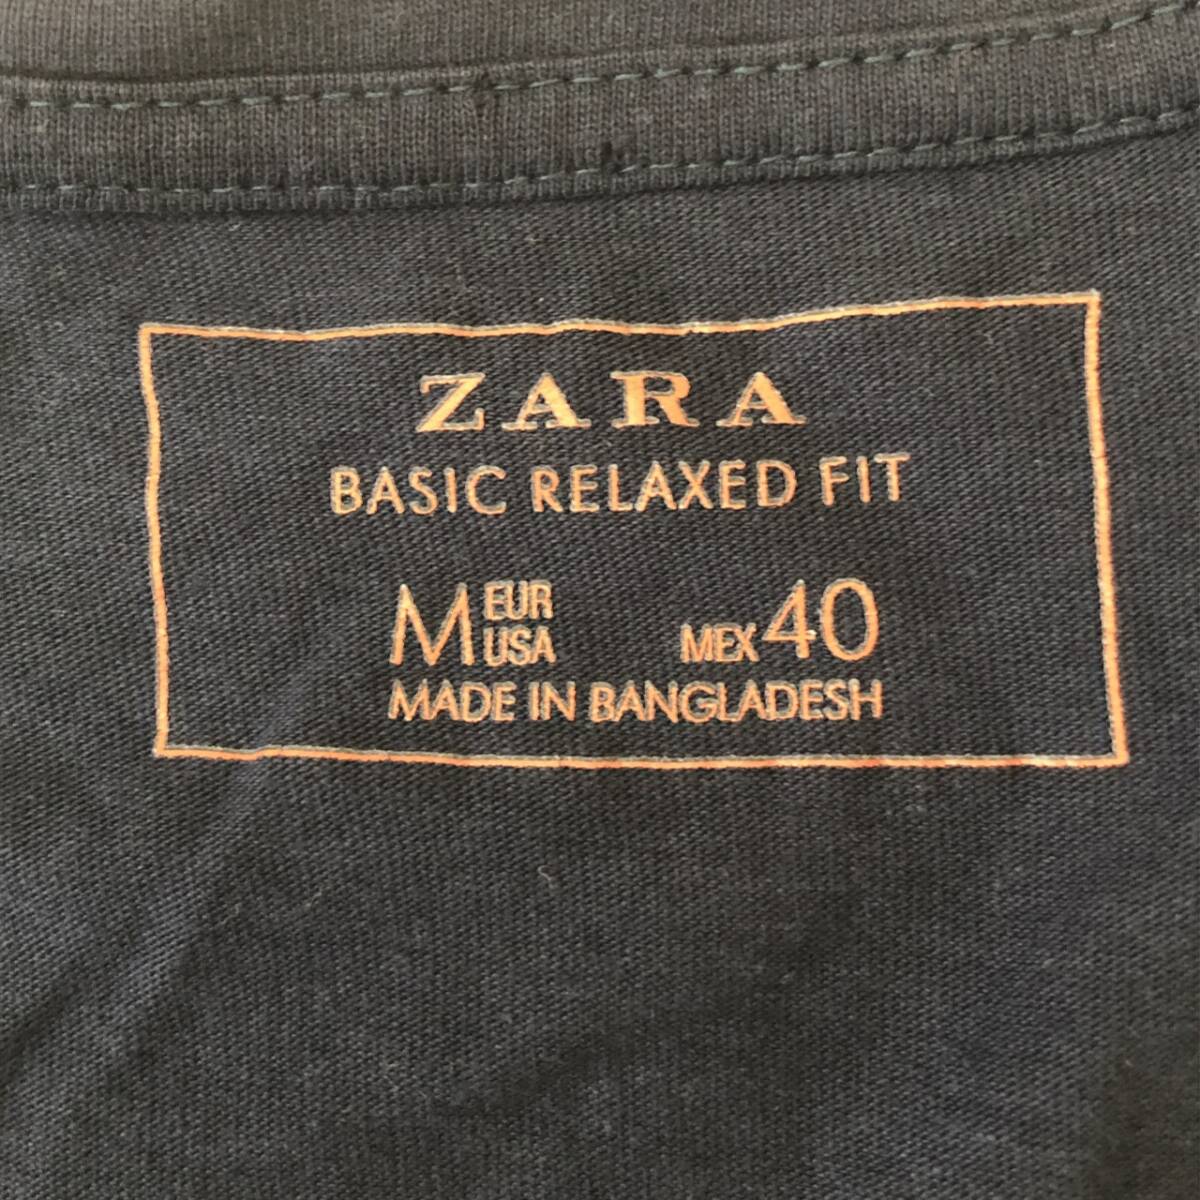 ZARA
BASIC RELAXED FIT
M EUR USA MEX 40
MADE IN BANGLADESH